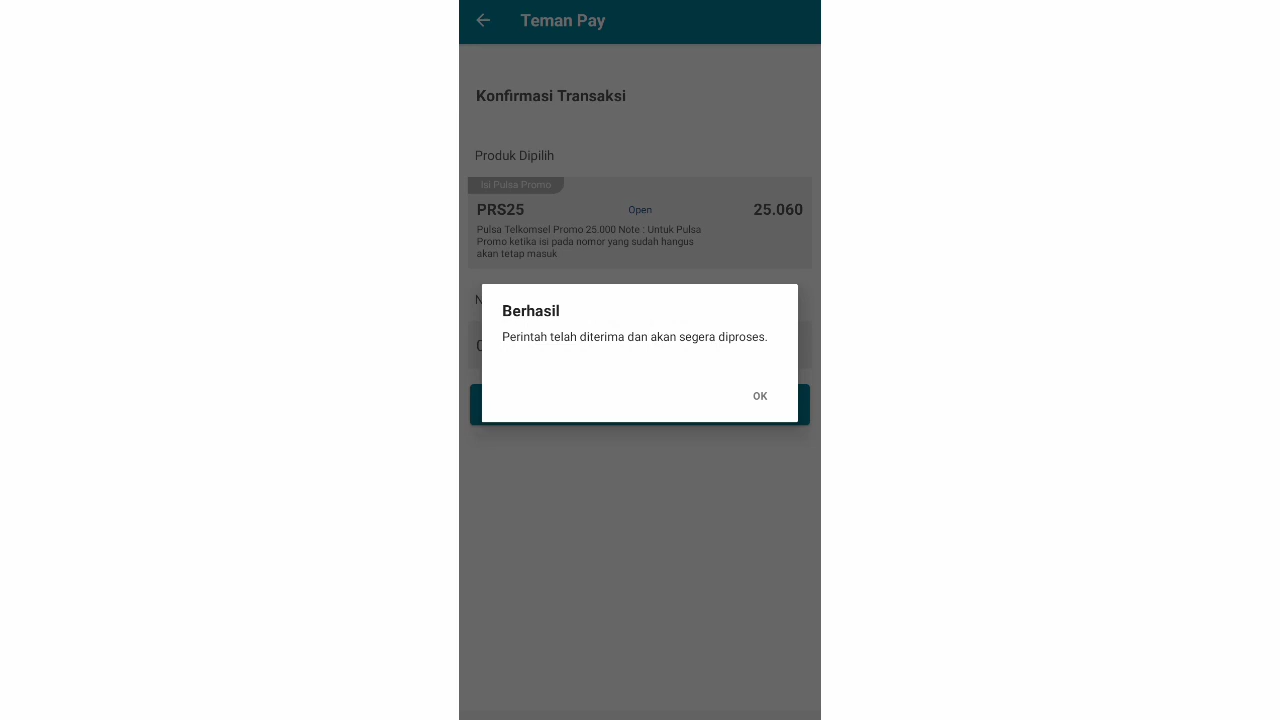 Teman Pay
Konfirmasi Transaksi
Produk Dipilih
Isi Pulsa Promo
PRS25 Open 25.060
Pulsa Telkomsel Promo 25.000 Note : Untuk Pulsa
Promo ketika isi pada nomor yang sudah hangus
akan tetap masuk
Berhasil
Perintah telah diterima dan akan segera diproses.
OK